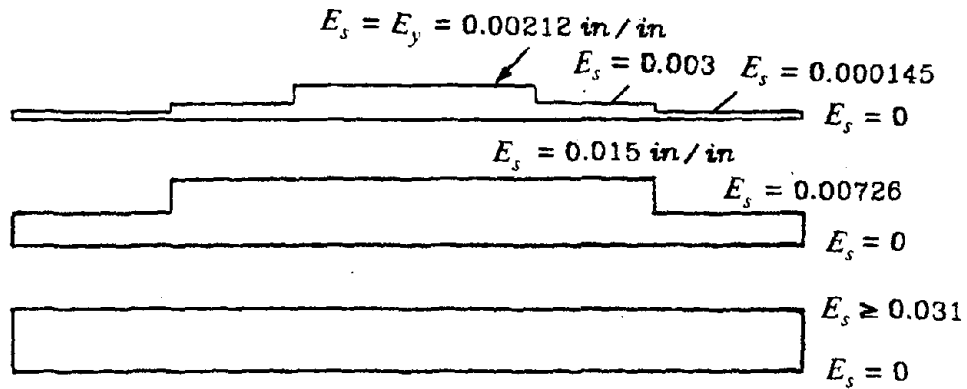 E_s = E_y = 0.00212 in/in
E_s = 0.003
E_s = 0.000145
E_s = 0
E_s = 0.015 in/in
E_s = 0.00726
E_s = 0
E_s ≥ 0.031
E_s = 0